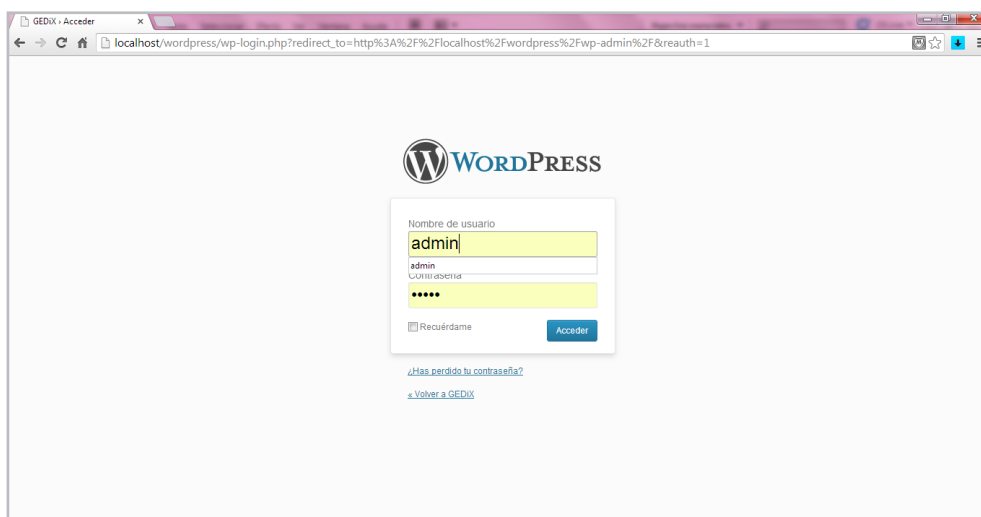 GEDiX › Acceder
localhost/wordpress/wp-login.php?redirect_to=http%3A%2F%2Flocalhost%2Fwordpress%2Fwp-admin%2F&reauth=1
WORDPRESS
Nombre de usuario
admin
admin
Contraseña
•••••
Recuérdame
Acceder
¿Has perdido tu contraseña?
« Volver a GEDiX